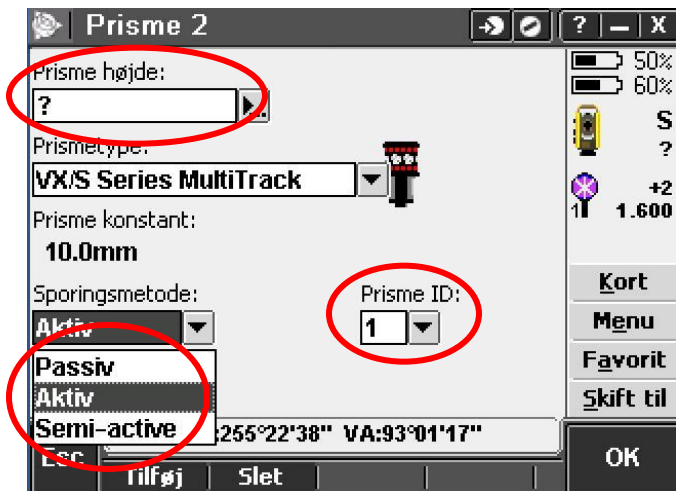 Prisme 2
? – X
Prisme højde:
?
Prismetype:
VX/S Series MultiTrack
Prisme konstant:
10.0mm
Sporingsmetode:
Prisme ID:
Aktiv
1
Passiv
Aktiv
Semi-active
:255°22'38" VA:93°01'17"
Esc
Tilføj
Slet
50%
60%
S
?
+2
1 1.600
Kort
Menu
Favorit
Skift til
OK